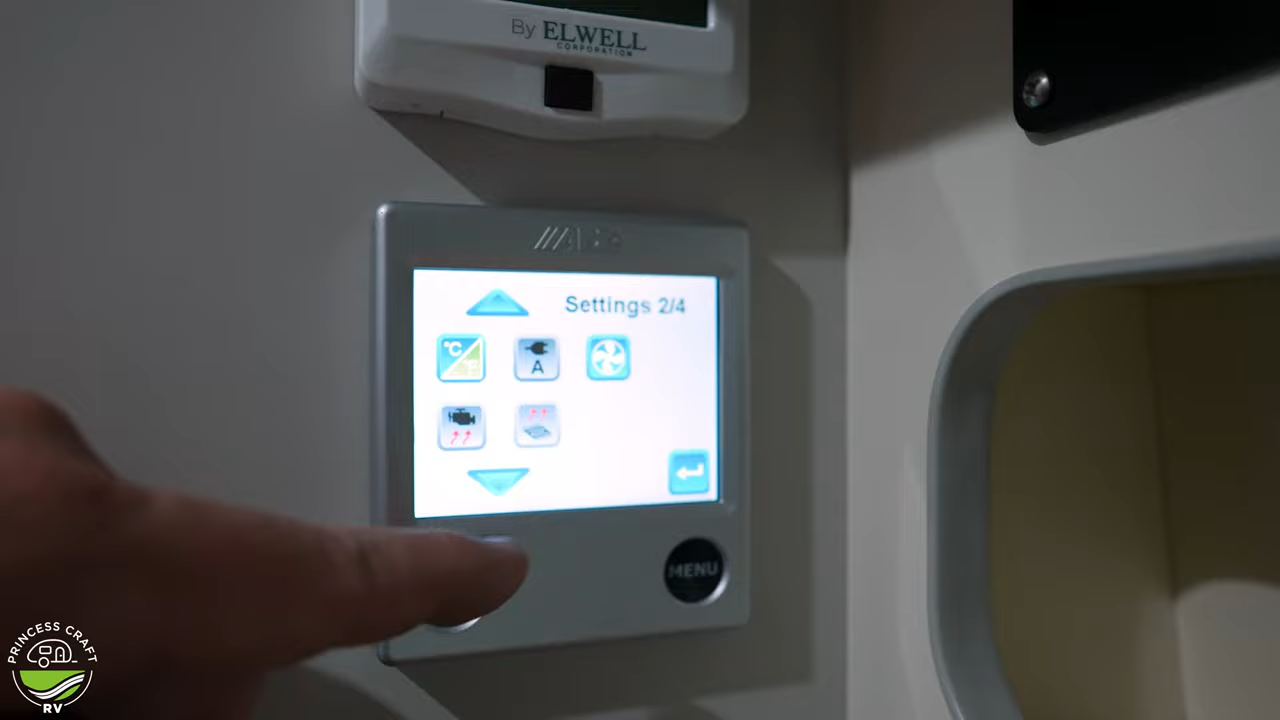 By ELWELL
CORPORATION
Settings 2/4
°C
°F
A
MENU
PRINCESS CRAFT
RV